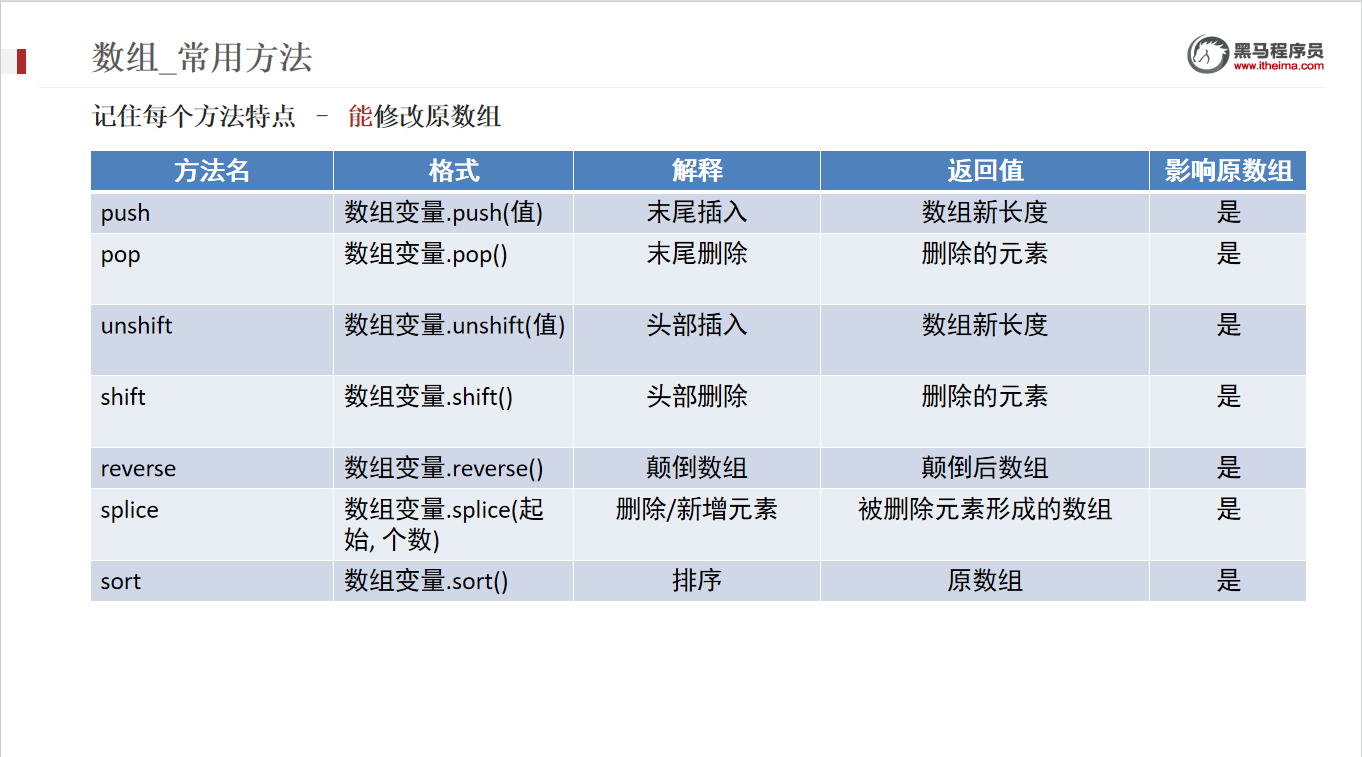 数组_常用方法
黑马程序员
www.itheima.com
记住每个方法特点 - 能修改原数组
方法名 格式 解释 返回值 影响原数组
push 数组变量.push(值) 末尾插入 数组新长度 是
pop 数组变量.pop() 末尾删除 删除的元素 是
unshift 数组变量.unshift(值) 头部插入 数组新长度 是
shift 数组变量.shift() 头部删除 删除的元素 是
reverse 数组变量.reverse() 颠倒数组 颠倒后数组 是
splice 数组变量.splice(起 删除/新增元素 被删除元素形成的数组 是
始, 个数)
sort 数组变量.sort() 排序 原数组 是